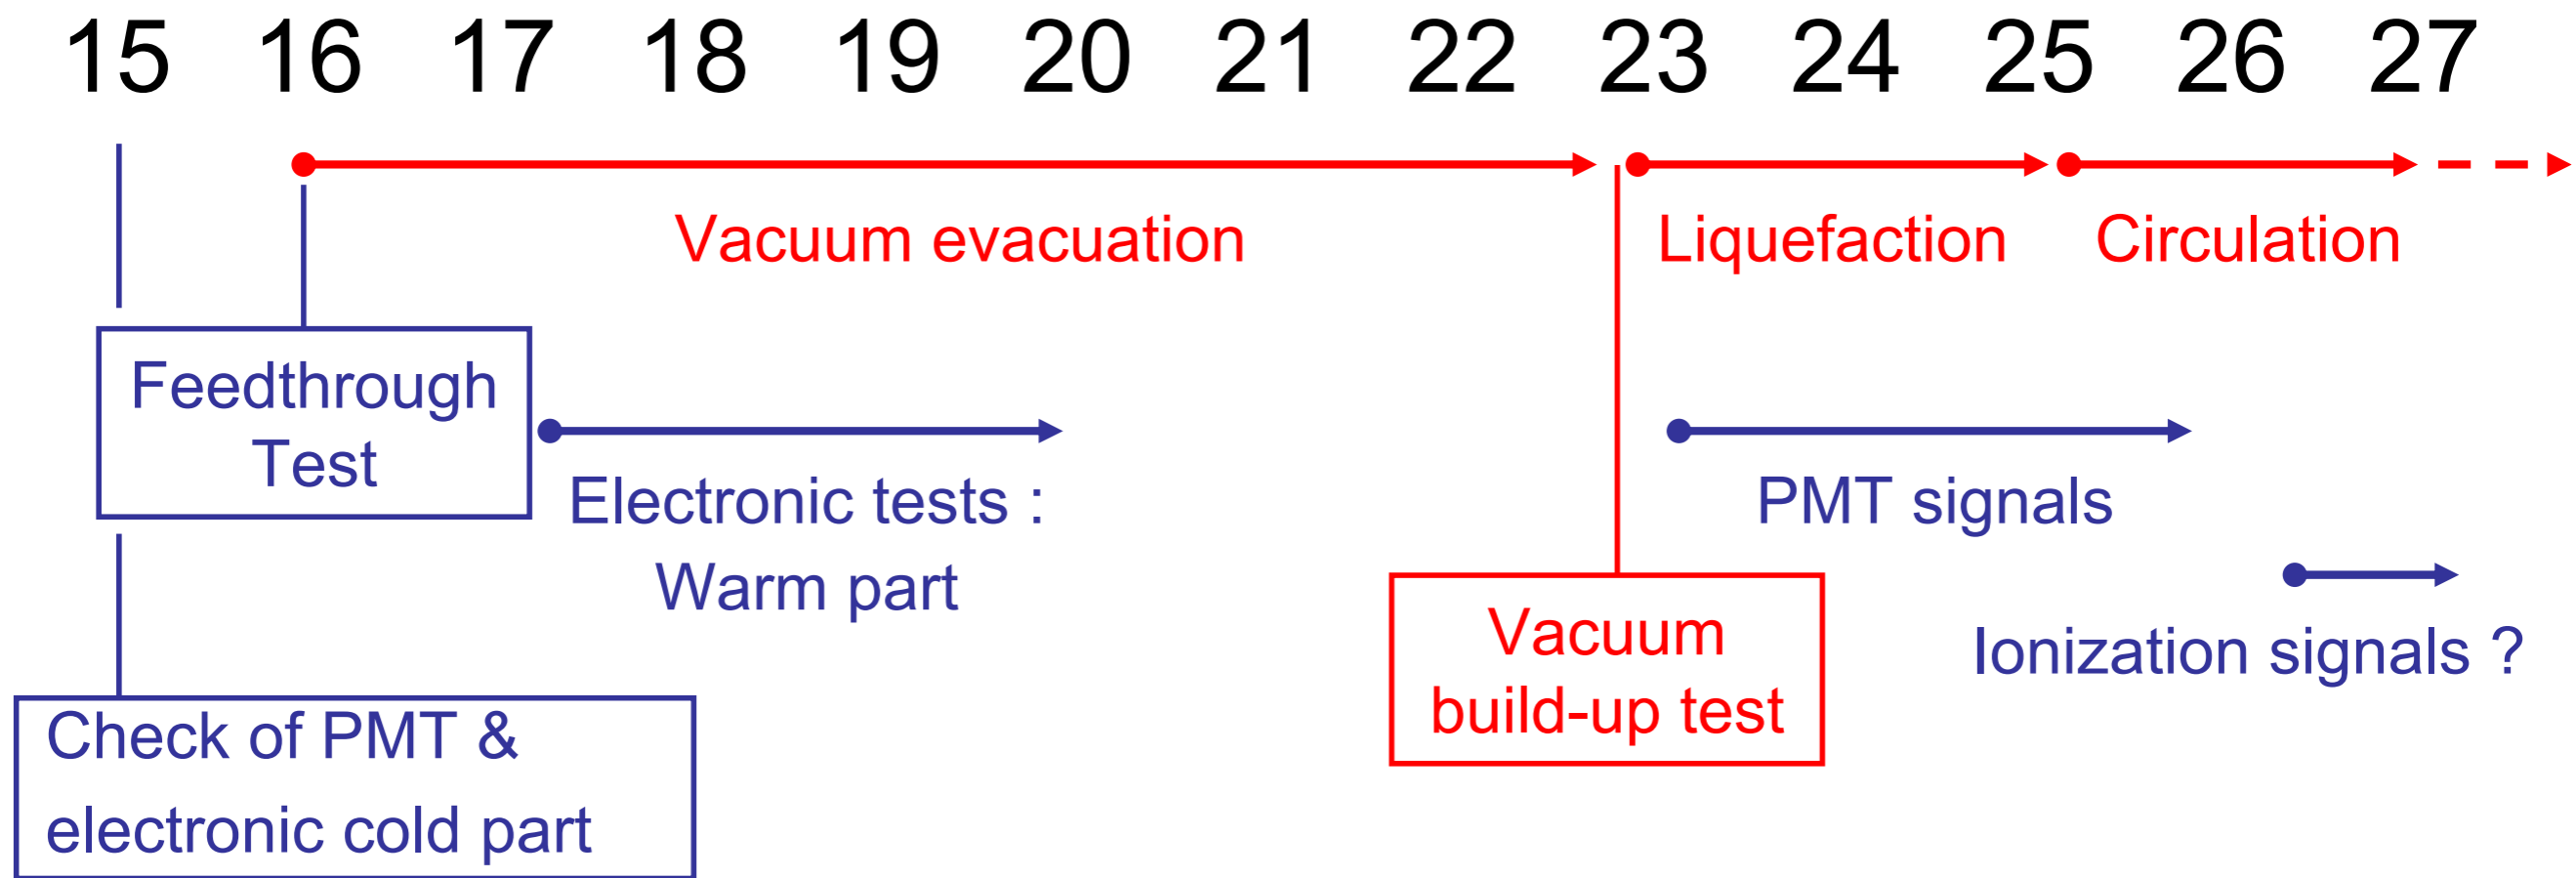 15 16 17 18 19 20 21 22 23 24 25 26 27
Vacuum evacuation
Liquefaction
Circulation
Feedthrough
Test
Electronic tests :
Warm part
PMT signals
Vacuum
build-up test
Ionization signals ?
Check of PMT &
electronic cold part